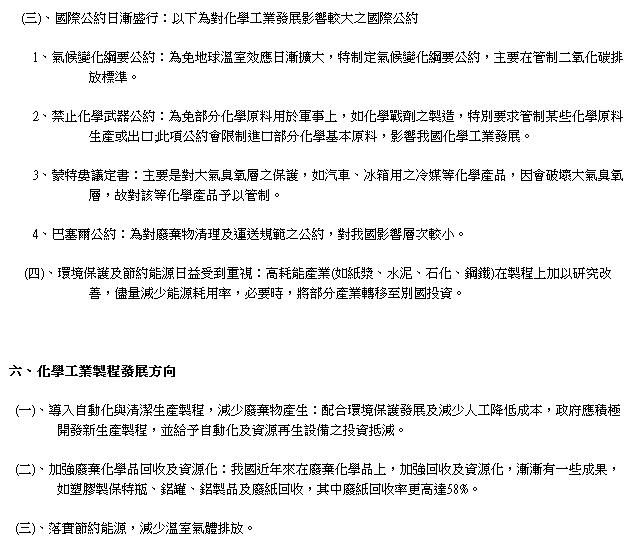 (三)、國際公約日漸盛行：以下為對化學工業發展影響較大之國際公約
1、氣候變化綱要公約：為免地球溫室效應日漸擴大，特制定氣候變化綱要公約，主要在管制二氧化碳排
放標準。
2、禁止化學武器公約：為免部分化學原料用於軍事上，如化學戰劑之製造，特別要求管制某些化學原料
生產或出口;此項公約會限制進口部分化學基本原料，影響我國化學工業發展。
3、蒙特婁議定書：主要是對大氣臭氧層之保護，如汽車、冰箱用之冷媒等化學產品，因會破壞大氣臭氧
層，故對該等化學產品予以管制。
4、巴塞爾公約：為對廢棄物清理及運送規範之公約，對我國影響層次較小。
(四)、環境保護及節約能源日益受到重視：高耗能產業(如紙漿、水泥、石化、鋼鐵)在製程上加以研究改
善，儘量減少能源耗用率，必要時，將部分產業轉移至別國投資。
六、化學工業製程發展方向
(一)、導入自動化與清潔生產製程，減少廢棄物產生：配合環境保護發展及減少人工降低成本，政府應積極
開發新生產製程，並給予自動化及資源再生設備之投資抵減。
(二)、加強廢棄化學品回收及資源化：我國近年來在廢棄化學品上，加強回收及資源化，漸漸有一些成果，
如塑膠製保特瓶、鋁罐、鋁製品及廢紙回收，其中廢紙回收率更高達58%。
(三)、落實節約能源，減少溫室氣體排放。